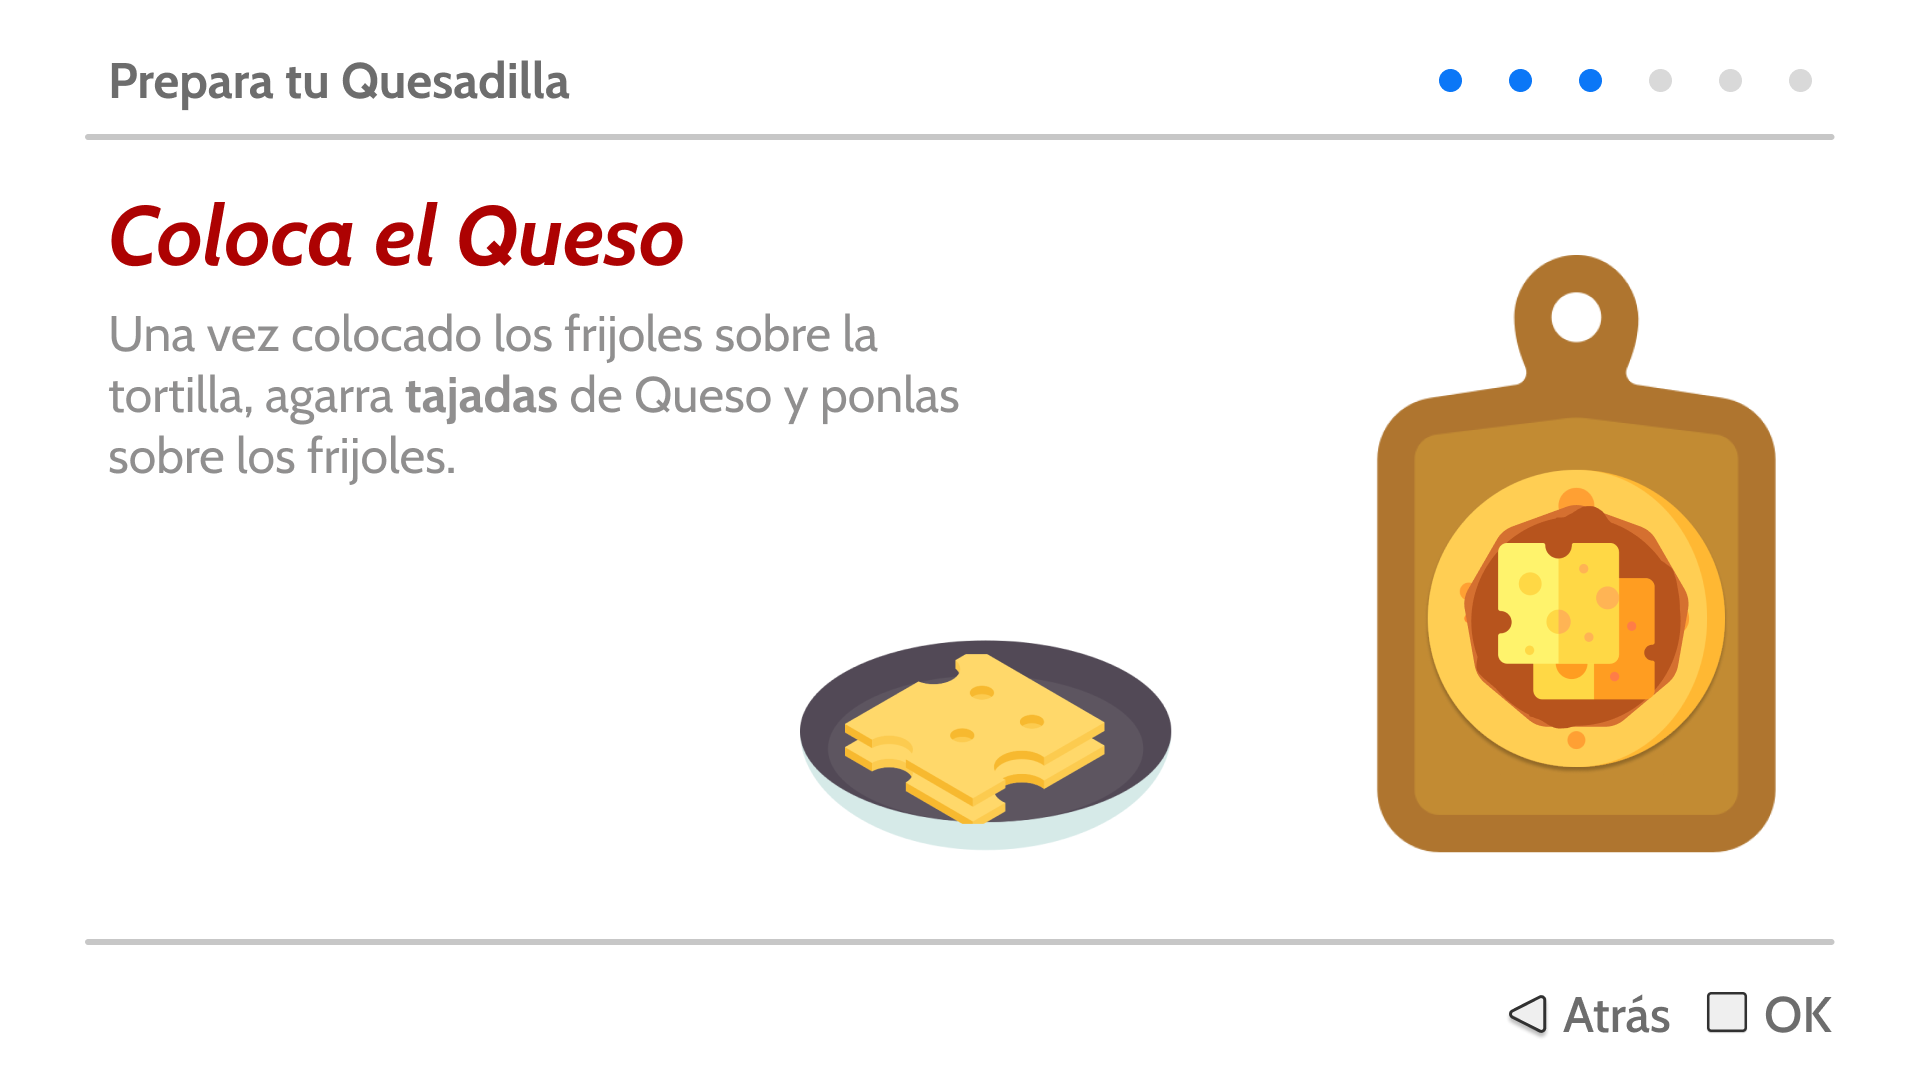 Prepara tu Quesadilla
Coloca el Queso
Una vez colocado los frijoles sobre la
tortilla, agarra tajadas de Queso y ponlas
sobre los frijoles.
Atrás OK